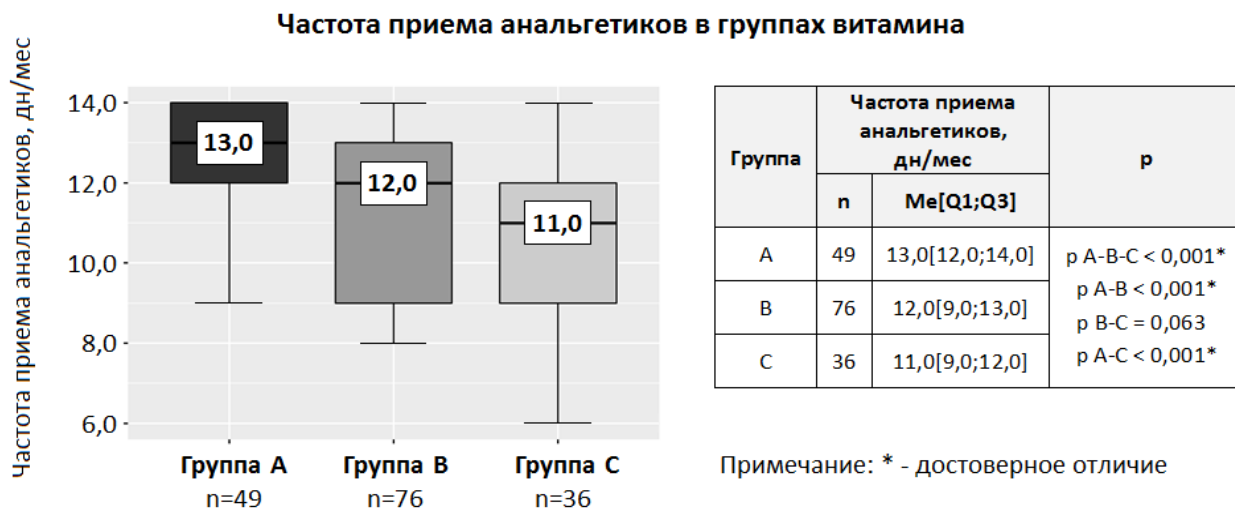 Частота приема анальгетиков в группах витамина
Частота приема анальгетиков, дн/мес
14,0
12,0
10,0
8,0
6,0
13,0
12,0
11,0
Группа A
Группа B
Группа C
n=49
n=76
n=36
Группа
Частота приема
анальгетиков,
дн/мес
p
n
Me[Q1;Q3]
A
49
13,0[12,0;14,0]
B
76
12,0[9,0;13,0]
C
36
11,0[9,0;12,0]
p A-B-C < 0,001*
p A-B < 0,001*
p B-C = 0,063
p A-C < 0,001*
Примечание: * - достоверное отличие